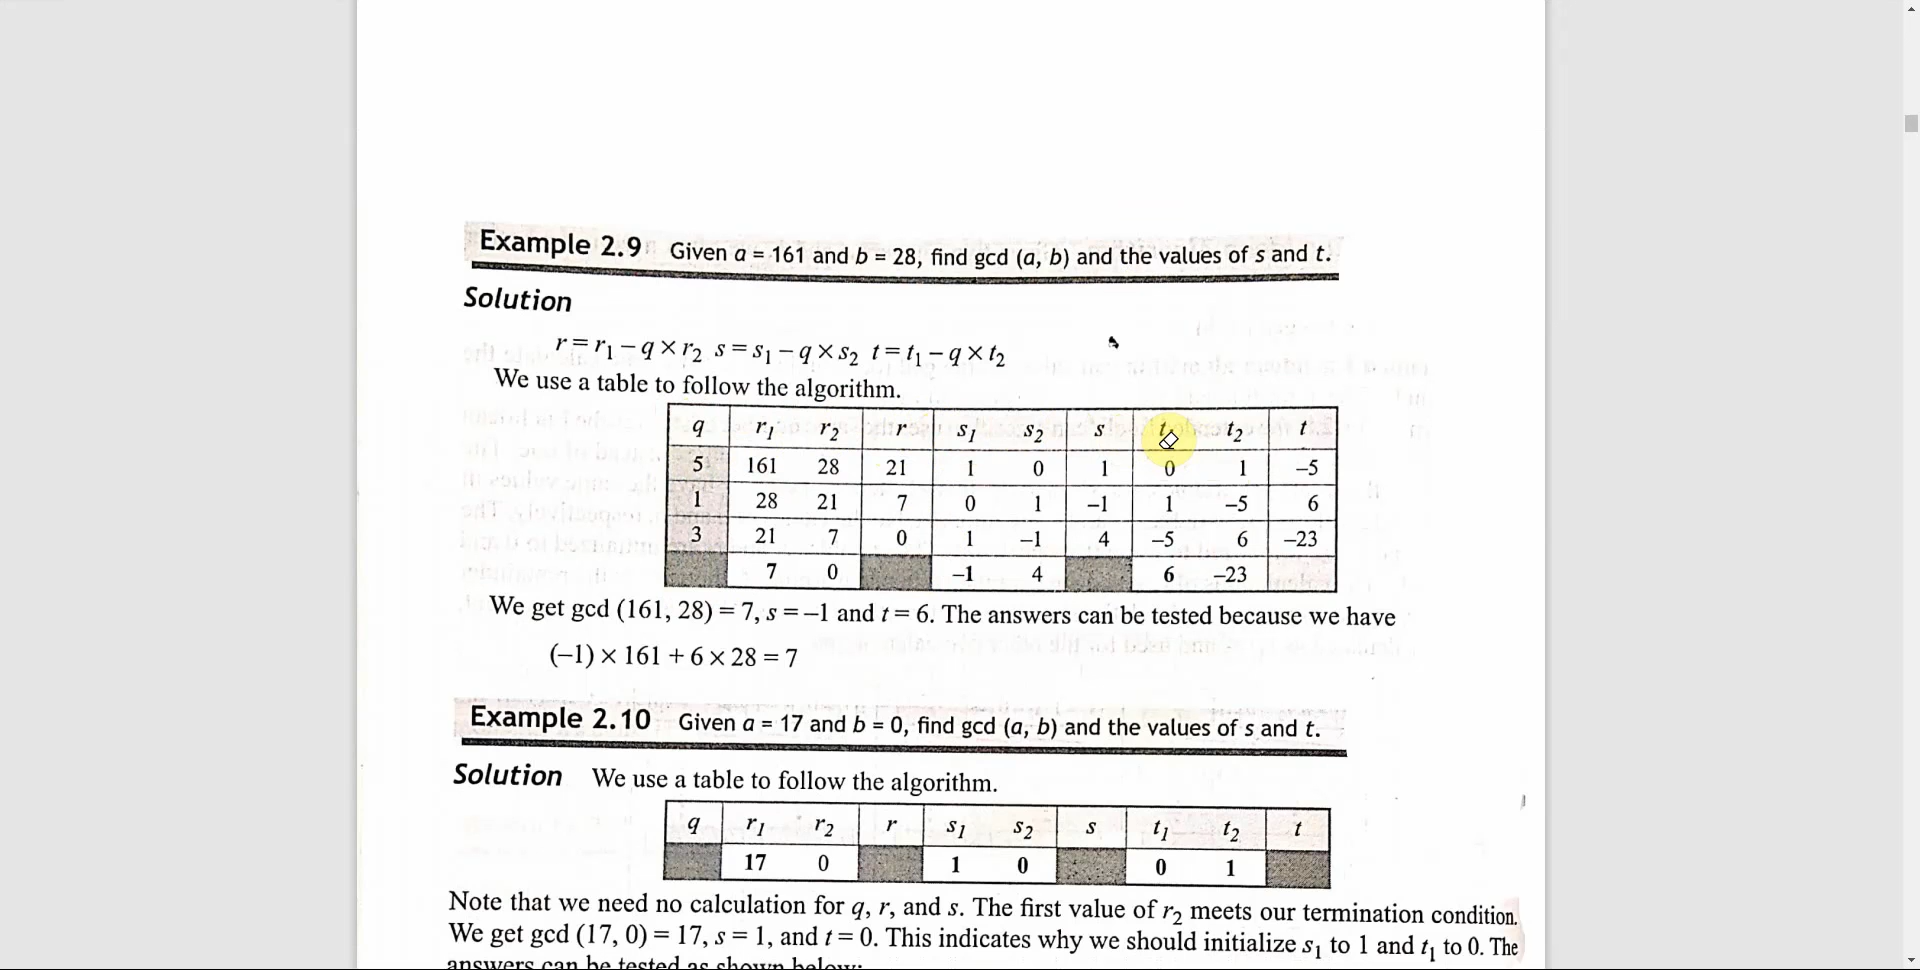 Example 2.9 Given a = 161 and b = 28, find gcd (a, b) and the values of s and t.
Solution
r = r1 − q × r2 s = s1 − q × s2 t = t1 − q × t2
We use a table to follow the algorithm.
q r1 r2 r s1 s2 s t2 t
5 161 28 21 1 0 1 0 1 −5
1 28 21 7 0 1 −1 1 −5 6
3 21 7 0 1 −1 4 −5 6 −23
7 0 −1 4 6 −23
We get gcd (161, 28) = 7, s = −1 and t = 6. The answers can be tested because we have
(−1) × 161 + 6 × 28 = 7
Example 2.10 Given a = 17 and b = 0, find gcd (a, b) and the values of s and t.
Solution We use a table to follow the algorithm.
q r1 r2 r s1 s2 s t1 t2 t
17 0 1 0 0 1
Note that we need no calculation for q, r, and s. The first value of r2 meets our termination condition.
We get gcd (17, 0) = 17, s = 1, and t = 0. This indicates why we should initialize s1 to 1 and t1 to 0. The
answers can be tested as shown below: